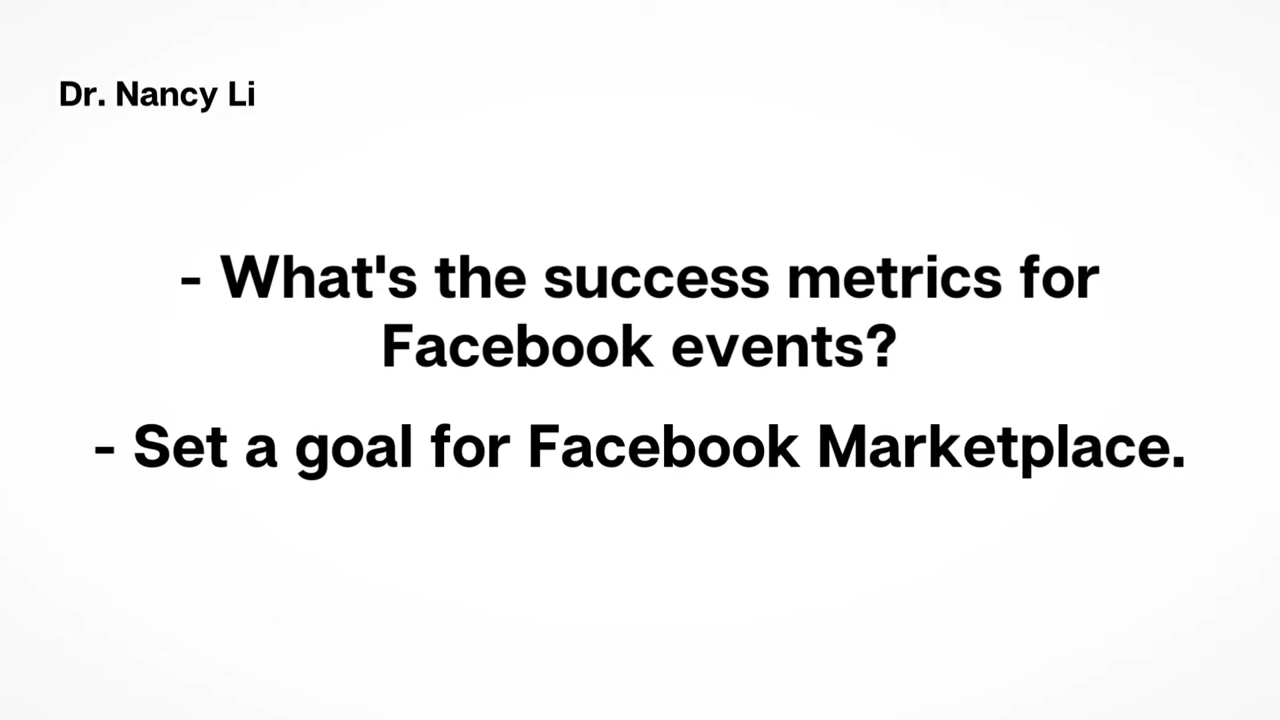 Dr. Nancy Li
- What's the success metrics for
Facebook events?
- Set a goal for Facebook Marketplace.